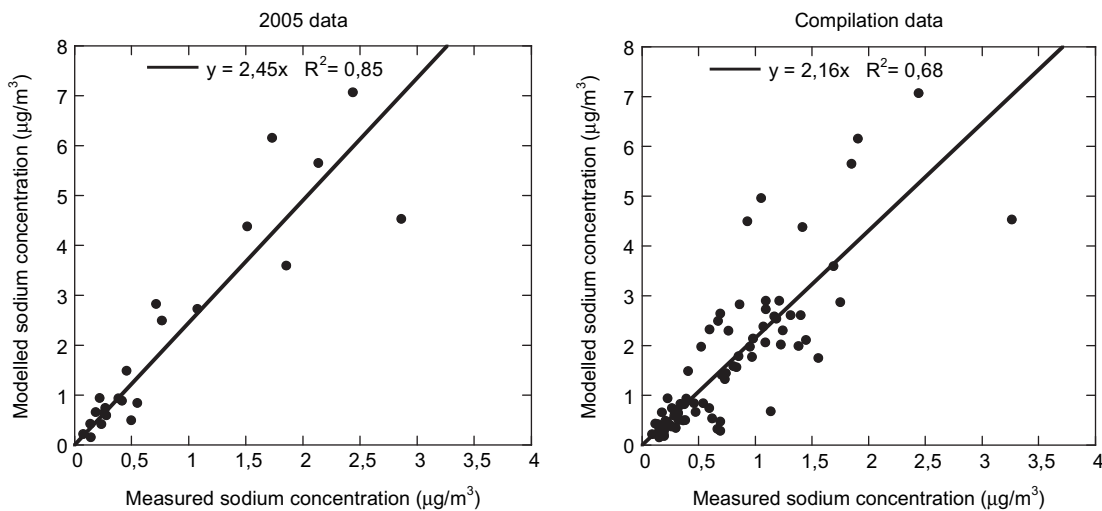 2005 data
y = 2,45x R²= 0,85
Modelled sodium concentration (μg/m³)
8
7
6
5
4
3
2
1
0
0 0,5 1 1,5 2 2,5 3 3,5 4
Measured sodium concentration (μg/m³)
Compilation data
y = 2,16x R²= 0,68
Modelled sodium concentration (μg/m³)
8
7
6
5
4
3
2
1
0
0 0,5 1 1,5 2 2,5 3 3,5 4
Measured sodium concentration (μg/m³)